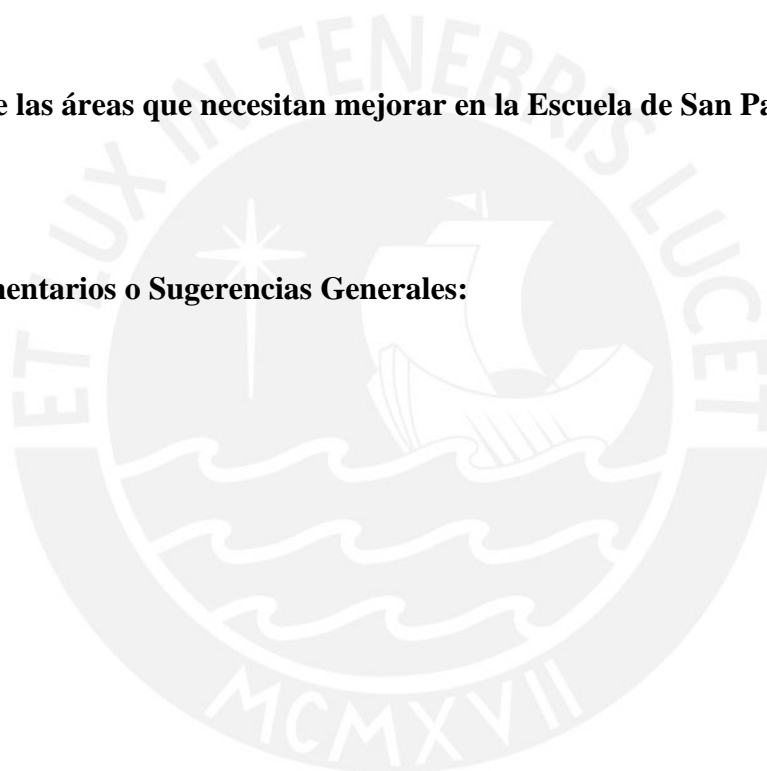 e las áreas que necesitan mejorar en la Escuela de San Pa
nentarios o Sugerencias Generales:
ET LUX IN TENEBRIS LUCET
MCMXVII